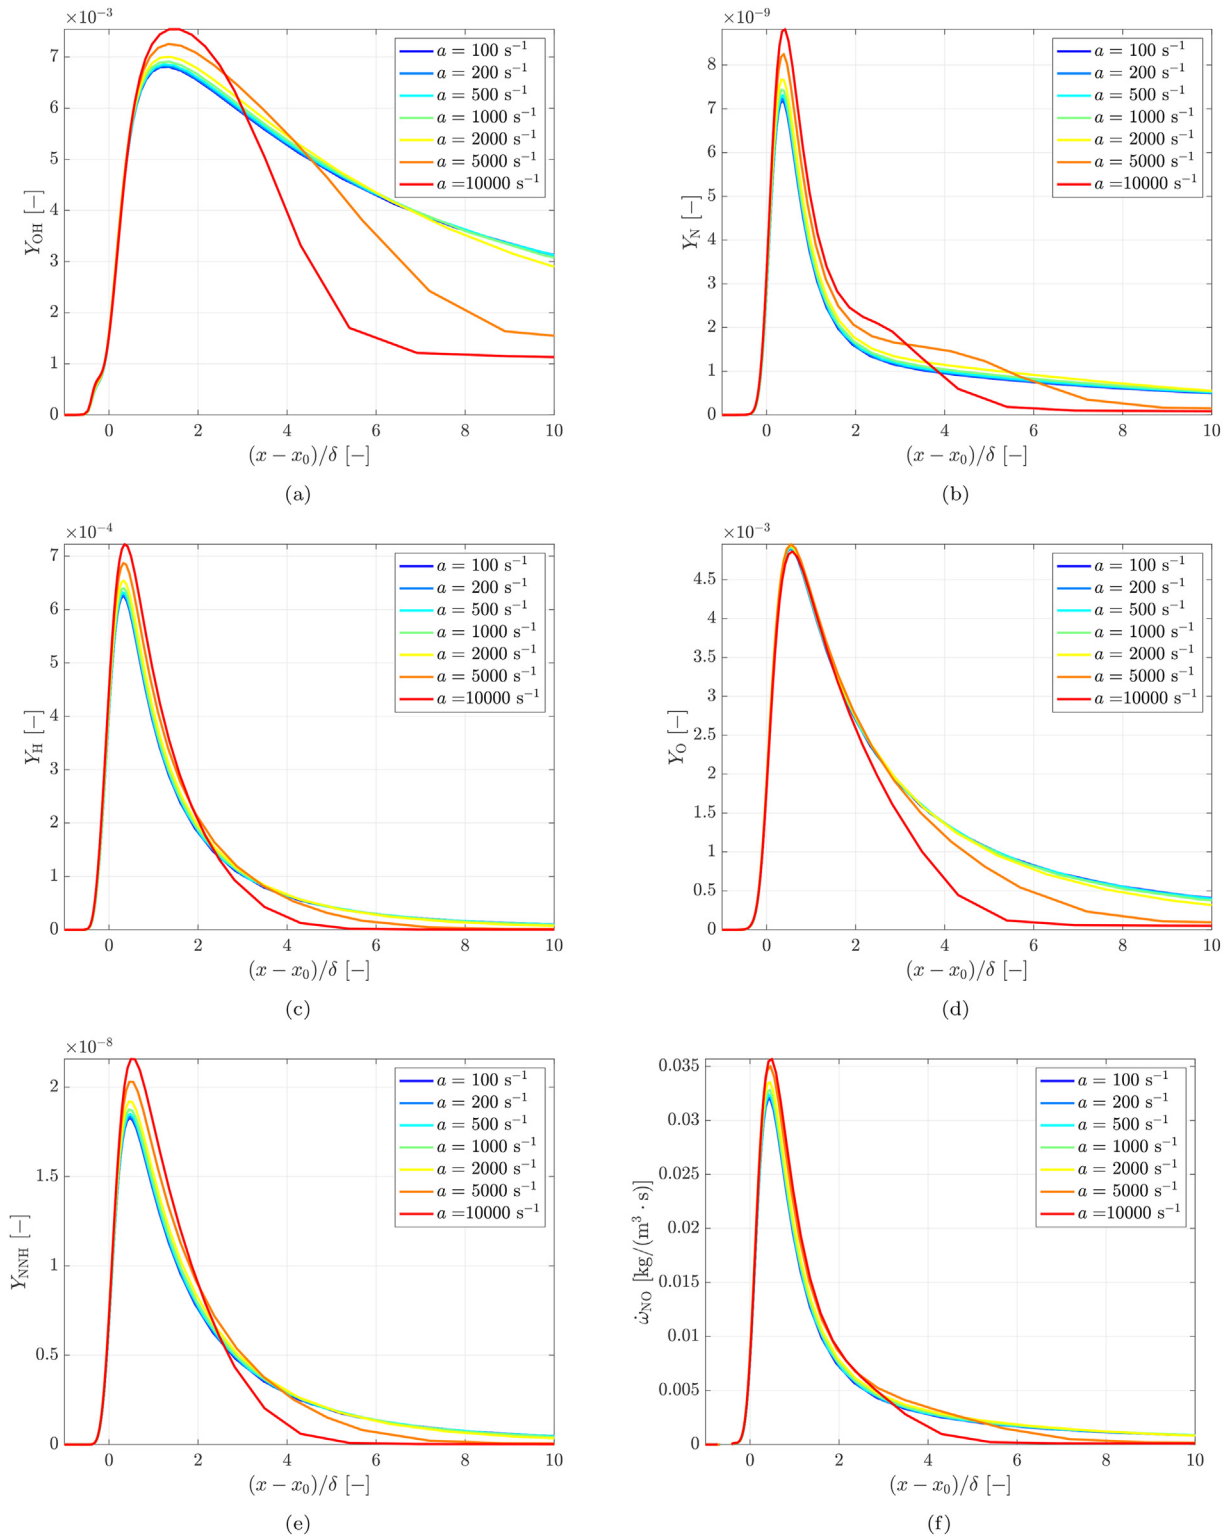 ×10⁻³
7
6
5
4
3
2
1
0
Y_OH [−]
a = 100 s⁻¹
a = 200 s⁻¹
a = 500 s⁻¹
a = 1000 s⁻¹
a = 2000 s⁻¹
a = 5000 s⁻¹
a =10000 s⁻¹
0 2 4 6 8 10
(x − x₀)/δ [−]
(a)
×10⁻⁹
8
7
6
5
4
3
2
1
0
Y_N [−]
a = 100 s⁻¹
a = 200 s⁻¹
a = 500 s⁻¹
a = 1000 s⁻¹
a = 2000 s⁻¹
a = 5000 s⁻¹
a =10000 s⁻¹
0 2 4 6 8 10
(x − x₀)/δ [−]
(b)
×10⁻⁴
7
6
5
4
3
2
1
0
Y_H [−]
a = 100 s⁻¹
a = 200 s⁻¹
a = 500 s⁻¹
a = 1000 s⁻¹
a = 2000 s⁻¹
a = 5000 s⁻¹
a =10000 s⁻¹
0 2 4 6 8 10
(x − x₀)/δ [−]
(c)
×10⁻³
4.5
4
3.5
3
2.5
2
1.5
1
0.5
0
Y_O [−]
a = 100 s⁻¹
a = 200 s⁻¹
a = 500 s⁻¹
a = 1000 s⁻¹
a = 2000 s⁻¹
a = 5000 s⁻¹
a =10000 s⁻¹
0 2 4 6 8 10
(x − x₀)/δ [−]
(d)
×10⁻⁸
2
1.5
1
0.5
0
Y_NNH [−]
a = 100 s⁻¹
a = 200 s⁻¹
a = 500 s⁻¹
a = 1000 s⁻¹
a = 2000 s⁻¹
a = 5000 s⁻¹
a =10000 s⁻¹
0 2 4 6 8 10
(x − x₀)/δ [−]
(e)
0.035
0.03
0.025
0.02
0.015
0.01
0.005
0
ω̇_NO [kg/(m³ · s)]
a = 100 s⁻¹
a = 200 s⁻¹
a = 500 s⁻¹
a = 1000 s⁻¹
a = 2000 s⁻¹
a = 5000 s⁻¹
a =10000 s⁻¹
0 2 4 6 8 10
(x − x₀)/δ [−]
(f)